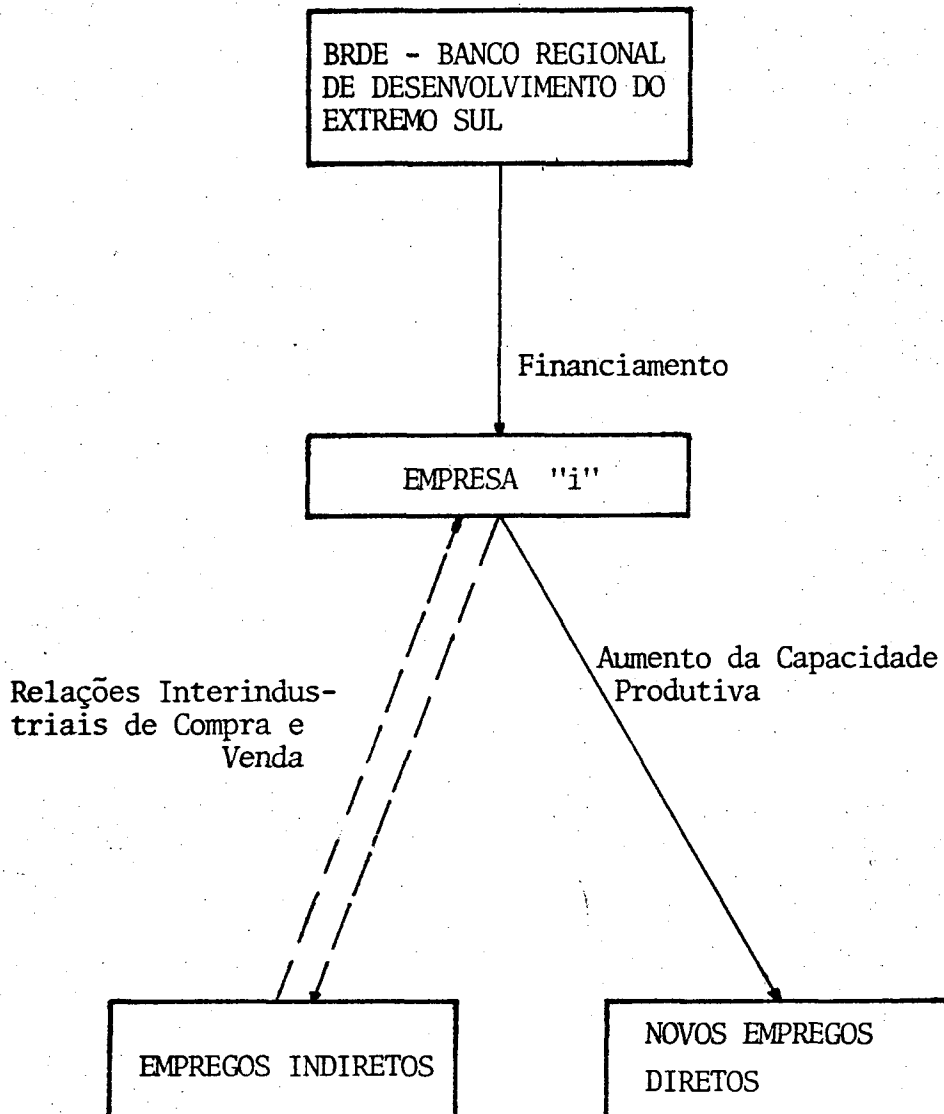 BRDE - BANCO REGIONAL
DE DESENVOLVIMENTO DO
EXTREMO SUL
Financiamento
EMPRESA "i"
Aumento da Capacidade
Produtiva
Relações Interindus-
triais de Compra e
Venda
EMPREGOS INDIRETOS
NOVOS EMPREGOS
DIRETOS